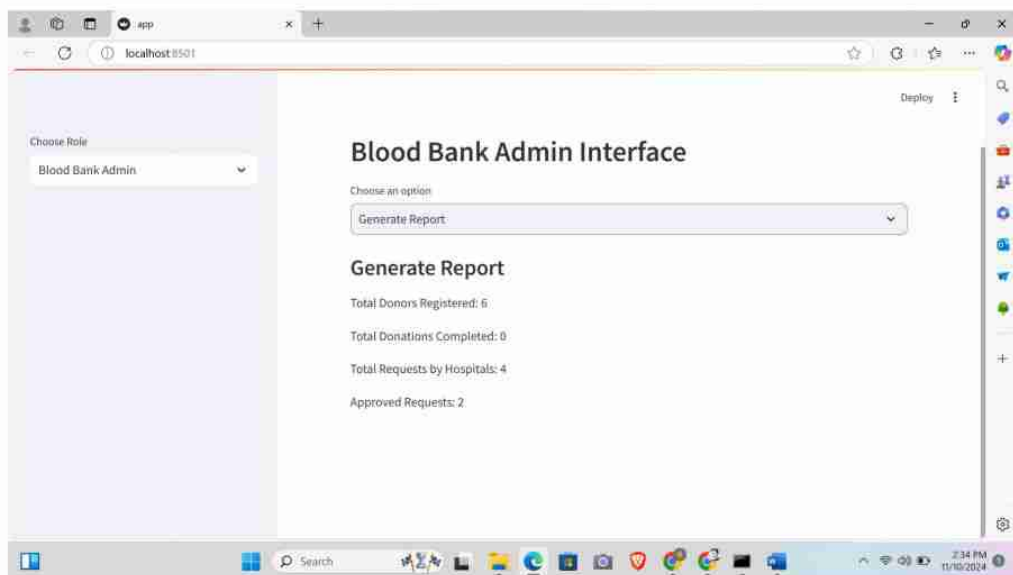 app
localhost:8501
Deploy
Choose Role
Blood Bank Admin
Blood Bank Admin Interface
Choose an option
Generate Report
Generate Report
Total Donors Registered: 6
Total Donations Completed: 0
Total Requests by Hospitals: 4
Approved Requests: 2
Search
2:34 PM
11/10/2024